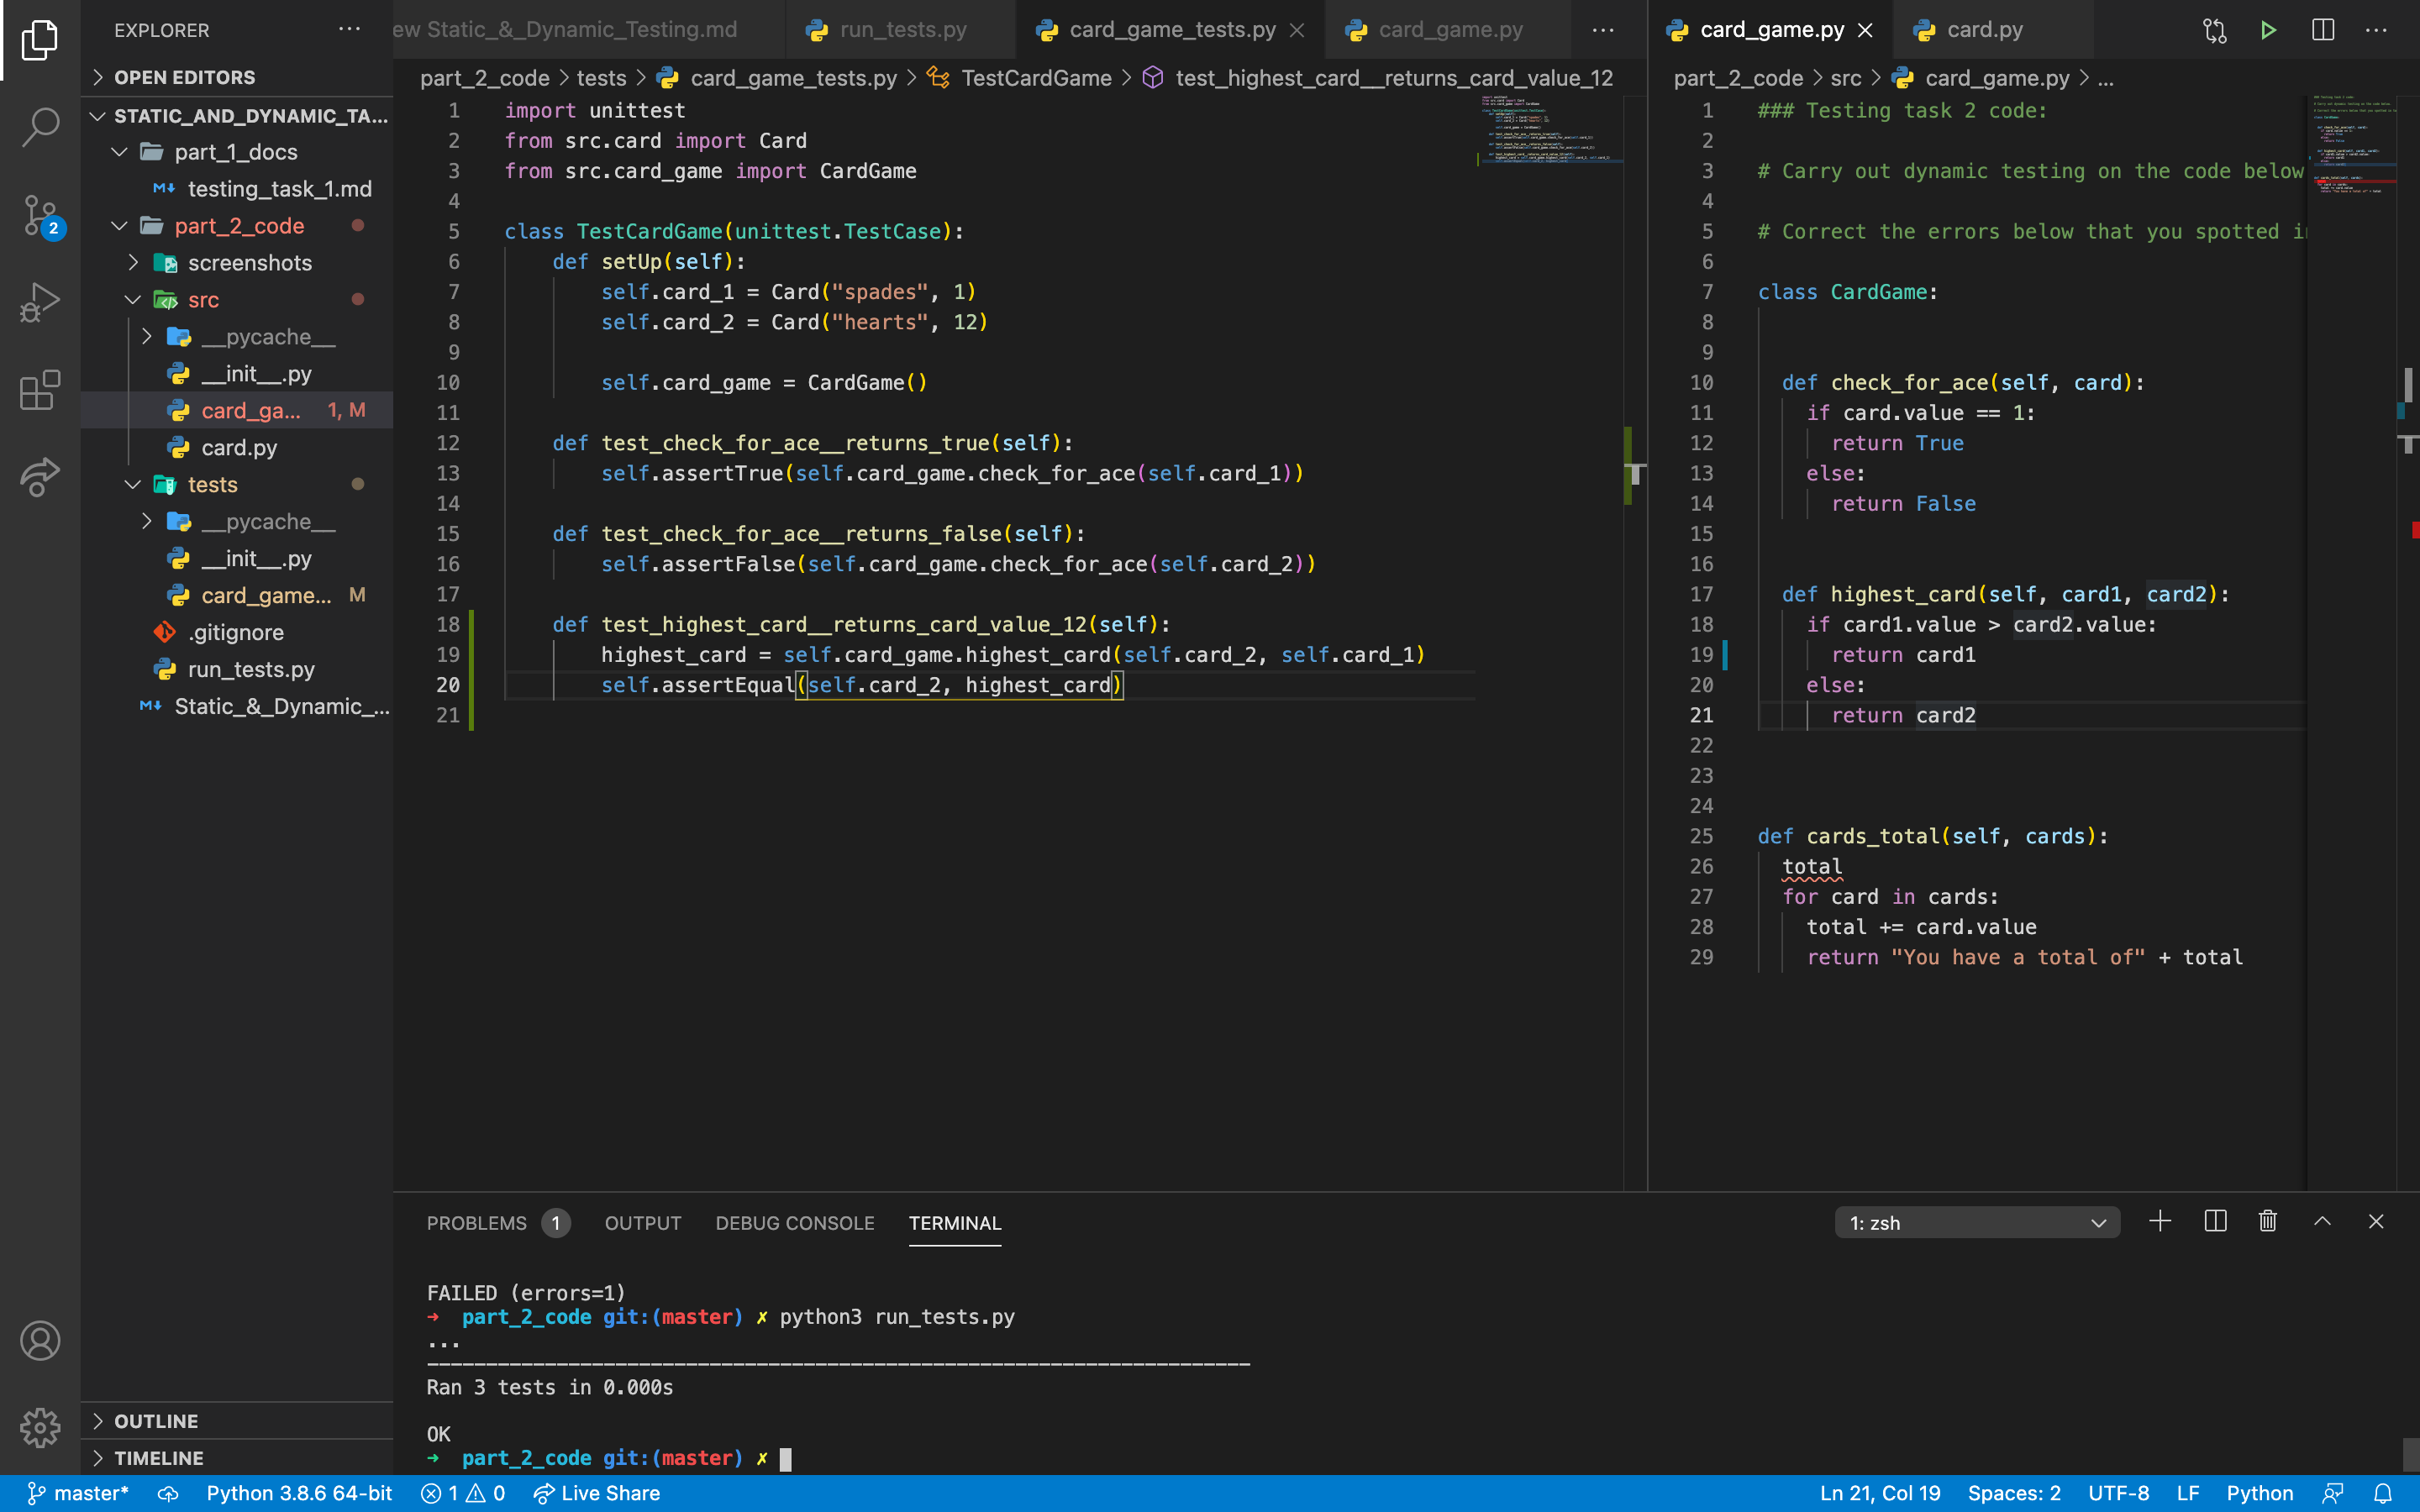 EXPLORER
OPEN EDITORS
STATIC_AND_DYNAMIC_TA...
part_1_docs
testing_task_1.md
part_2_code
screenshots
src
__pycache__
__init__.py
card_ga... 1, M
card.py
tests
__pycache__
__init__.py
card_game... M
.gitignore
run_tests.py
Static_&_Dynamic_...
OUTLINE
TIMELINE
2
ew Static_&_Dynamic_Testing.md run_tests.py card_game_tests.py card_game.py
part_2_code > tests > card_game_tests.py > TestCardGame > test_highest_card__returns_card_value_12
1 import unittest
2 from src.card import Card
3 from src.card_game import CardGame
4
5 class TestCardGame(unittest.TestCase):
6 def setUp(self):
7 self.card_1 = Card("spades", 1)
8 self.card_2 = Card("hearts", 12)
9
10 self.card_game = CardGame()
11
12 def test_check_for_ace__returns_true(self):
13 self.assertTrue(self.card_game.check_for_ace(self.card_1))
14
15 def test_check_for_ace__returns_false(self):
16 self.assertFalse(self.card_game.check_for_ace(self.card_2))
17
18 def test_highest_card__returns_card_value_12(self):
19 highest_card = self.card_game.highest_card(self.card_2, self.card_1)
20 self.assertEqual(self.card_2, highest_card)
21
card_game.py card.py
part_2_code > src > card_game.py > ...
1 ### Testing task 2 code:
2
3 # Carry out dynamic testing on the code below
4
5 # Correct the errors below that you spotted i
6
7 class CardGame:
8
9
10 def check_for_ace(self, card):
11 if card.value == 1:
12 return True
13 else:
14 return False
15
16
17 def highest_card(self, card1, card2):
18 if card1.value > card2.value:
19 return card1
20 else:
21 return card2
22
23
24
25 def cards_total(self, cards):
26 total
27 for card in cards:
28 total += card.value
29 return "You have a total of" + total
PROBLEMS 1 OUTPUT DEBUG CONSOLE TERMINAL 1: zsh
FAILED (errors=1)
→ part_2_code git:(master) ✗ python3 run_tests.py
...
----------------------------------------------------------------------
Ran 3 tests in 0.000s
OK
→ part_2_code git:(master) ✗
master* Python 3.8.6 64-bit 1 0 Live Share Ln 21, Col 19 Spaces: 2 UTF-8 LF Python